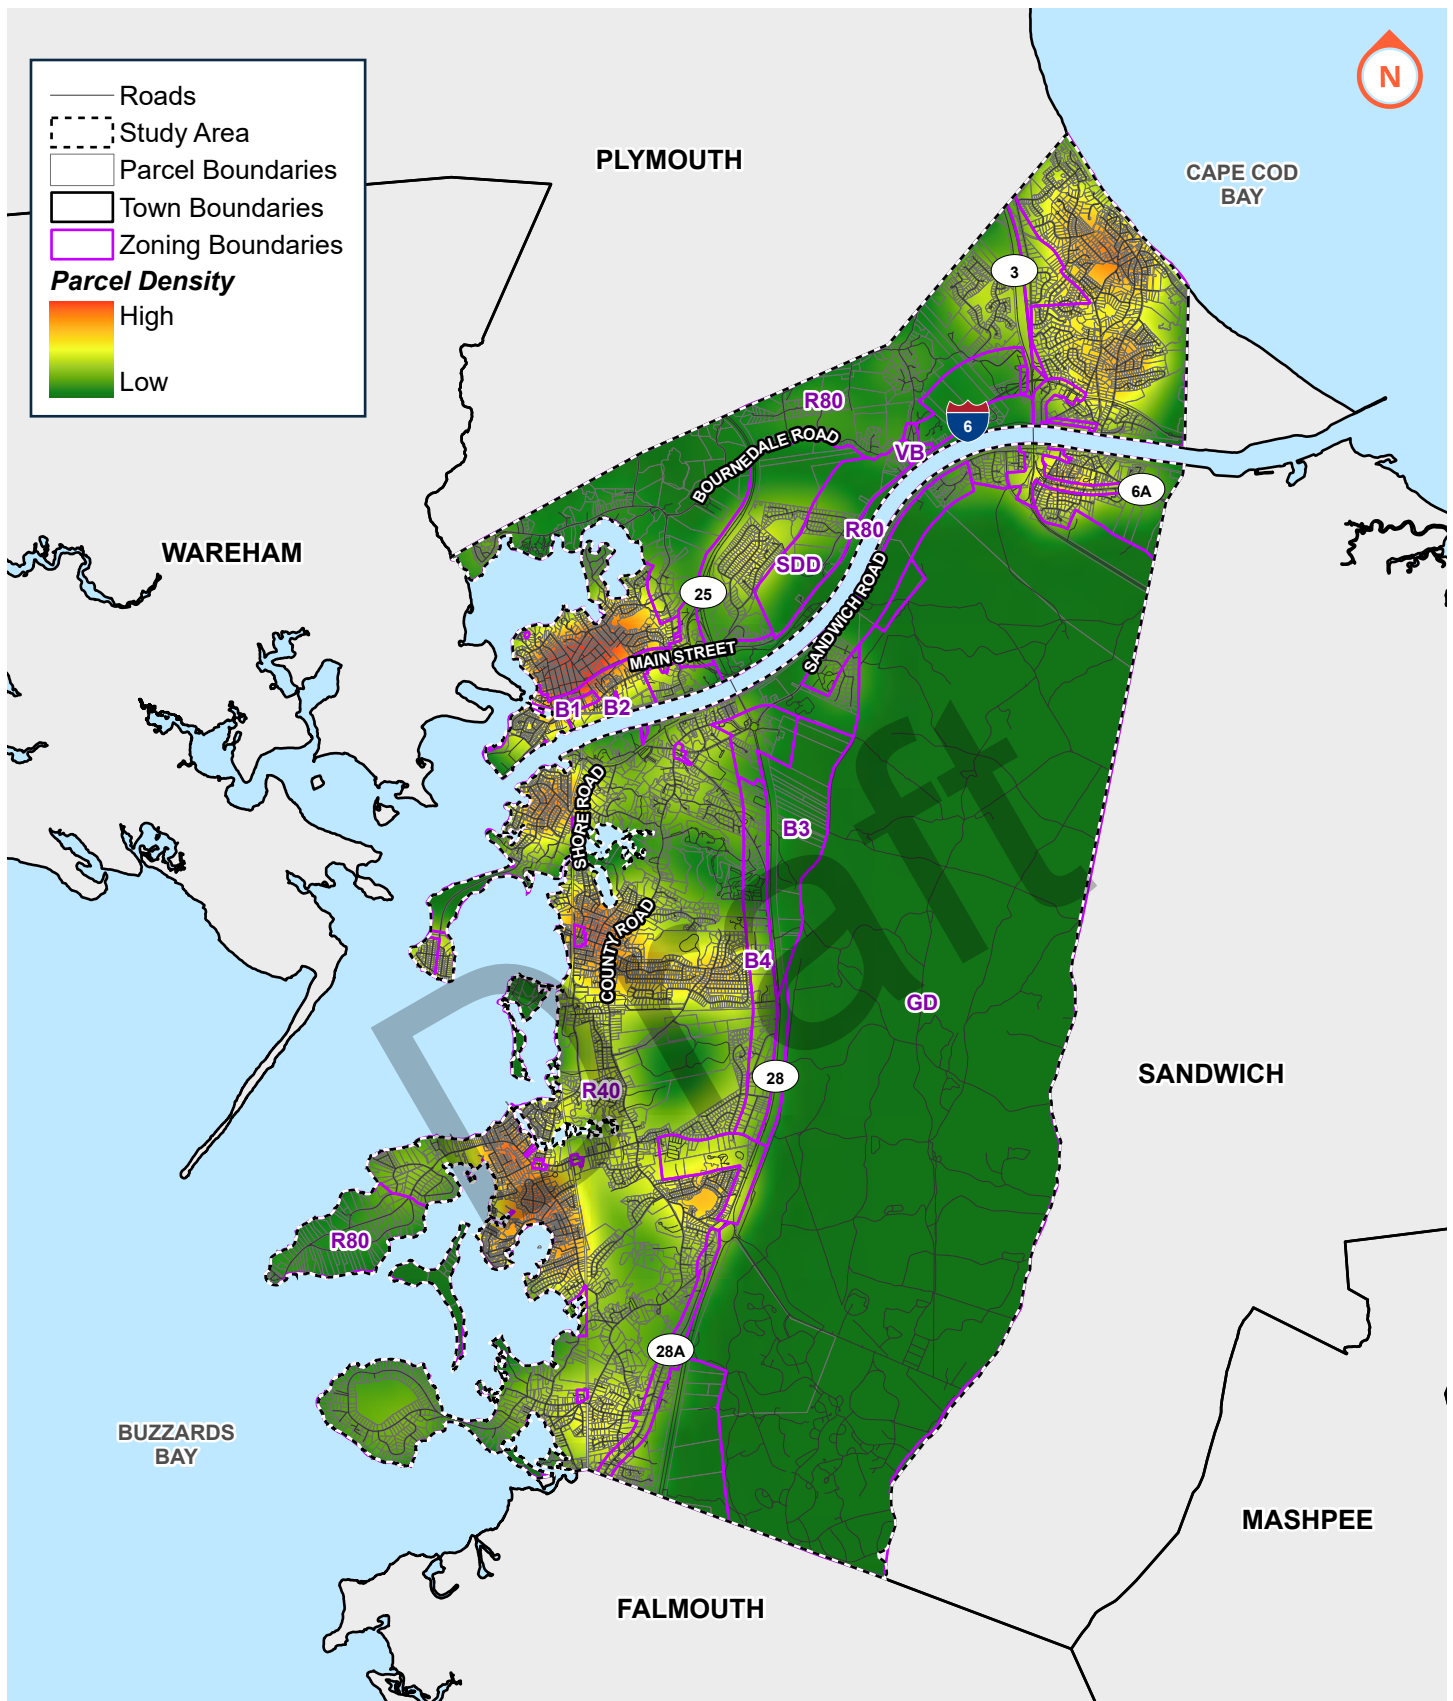 N
Roads
Study Area
Parcel Boundaries
Town Boundaries
Zoning Boundaries
Parcel Density
High
Low
PLYMOUTH
CAPE COD
BAY
3
R80
6
BOURNEDALE ROAD
VB
6A
R80
WAREHAM
SDD
25
SANDWICH ROAD
MAIN STREET
B1
B2
SHORE ROAD
B3
COUNTY ROAD
B4
GD
Draft
SANDWICH
28
R40
R80
28A
BUZZARDS
BAY
MASHPEE
FALMOUTH